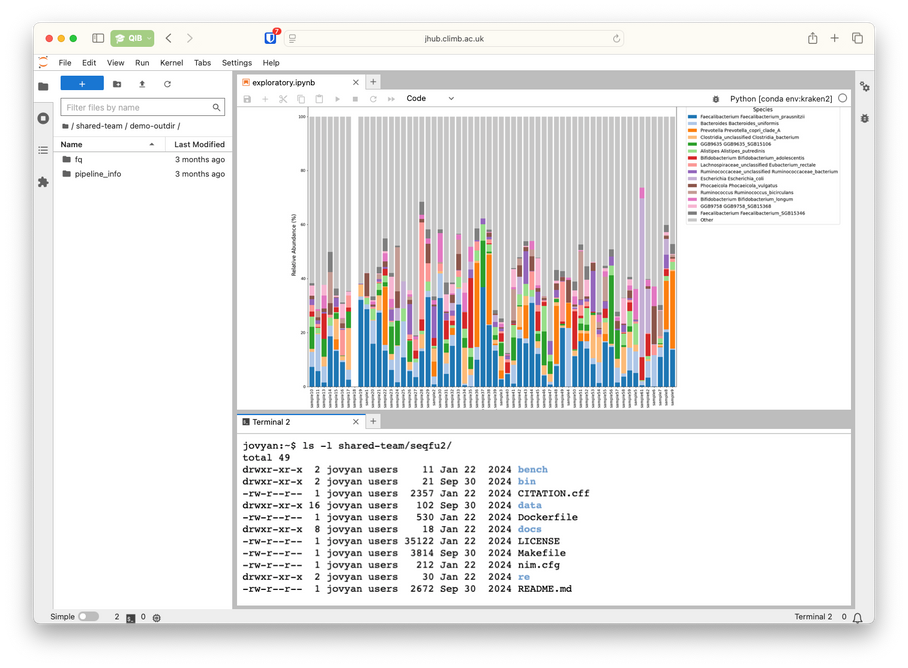 QIB
7
jhub.climb.ac.uk
File Edit View Run Kernel Tabs Settings Help
+
Filter files by name
/ shared-team / demo-outdir /
Name Last Modified
fq 3 months ago
pipeline_info 3 months ago
exploratory.ipynb
Code
Python [conda env:kraken2]
Relative Abundance (%)
100
80
60
40
20
0
Species
Faecalibacterium Faecalibacterium_prausnitzii
Bacteroides Bacteroides_uniformis
Prevotella Prevotella_copri_clade_A
Clostridia_unclassified Clostridia_bacterium
GGB9635 GGB9635_SGB15106
Alistipes Alistipes_putredinis
Bifidobacterium Bifidobacterium_adolescentis
Lachnospiraceae_unclassified Eubacterium_rectale
Ruminococcaceae_unclassified Ruminococcaceae_bacterium
Escherichia Escherichia_coli
Phocaeicola Phocaeicola_vulgatus
Ruminococcus Ruminococcus_bicirculans
Bifidobacterium Bifidobacterium_longum
GGB9758 GGB9758_SGB15368
Faecalibacterium Faecalibacterium_SGB15346
Other
Terminal 2
jovyan:~$ ls -l shared-team/seqfu2/
total 49
drwxr-xr-x 2 jovyan users 11 Jan 22 2024 bench
drwxr-xr-x 2 jovyan users 21 Sep 30 2024 bin
-rw-r--r-- 1 jovyan users 2357 Jan 22 2024 CITATION.cff
drwxr-xr-x 16 jovyan users 102 Sep 30 2024 data
-rw-r--r-- 1 jovyan users 530 Jan 22 2024 Dockerfile
drwxr-xr-x 8 jovyan users 18 Jan 22 2024 docs
-rw-r--r-- 1 jovyan users 35122 Jan 22 2024 LICENSE
-rw-r--r-- 1 jovyan users 3814 Sep 30 2024 Makefile
-rw-r--r-- 1 jovyan users 212 Jan 22 2024 nim.cfg
drwxr-xr-x 2 jovyan users 30 Jan 22 2024 re
-rw-r--r-- 1 jovyan users 2672 Sep 30 2024 README.md
Simple 2 0 Terminal 2 0